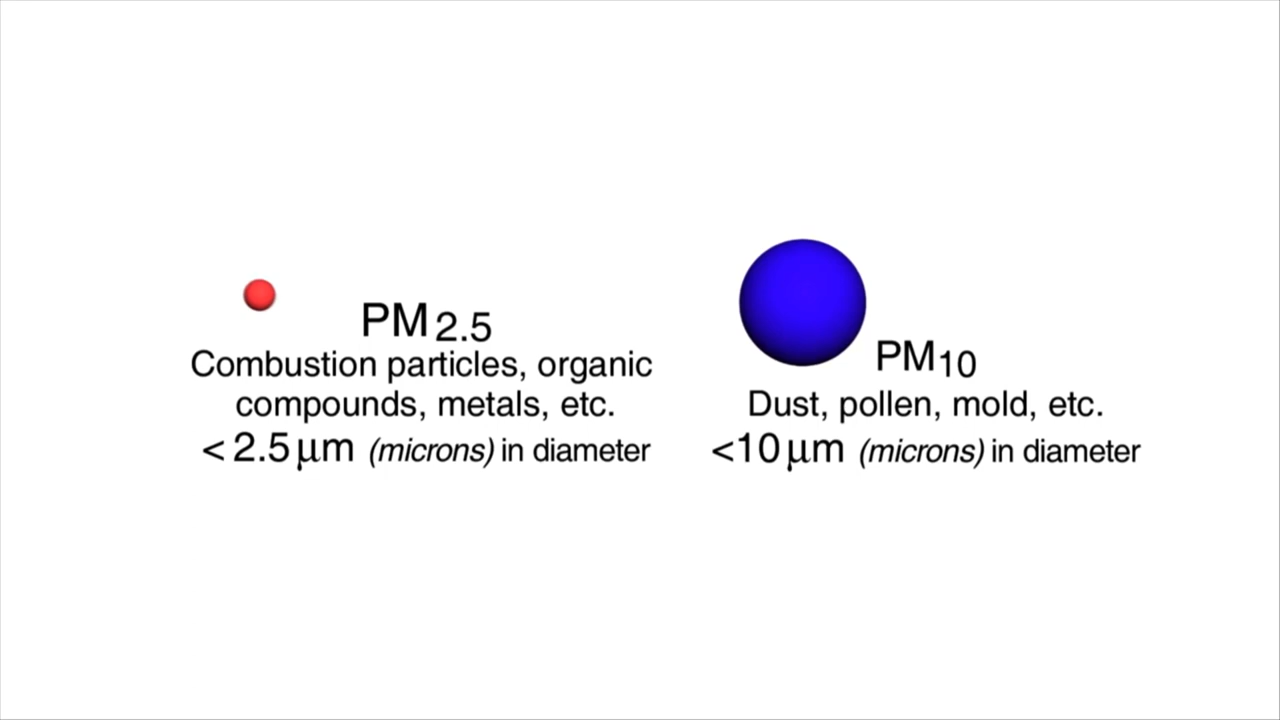 PM2.5
Combustion particles, organic
compounds, metals, etc.
< 2.5 μm (microns) in diameter
PM10
Dust, pollen, mold, etc.
<10 μm (microns) in diameter